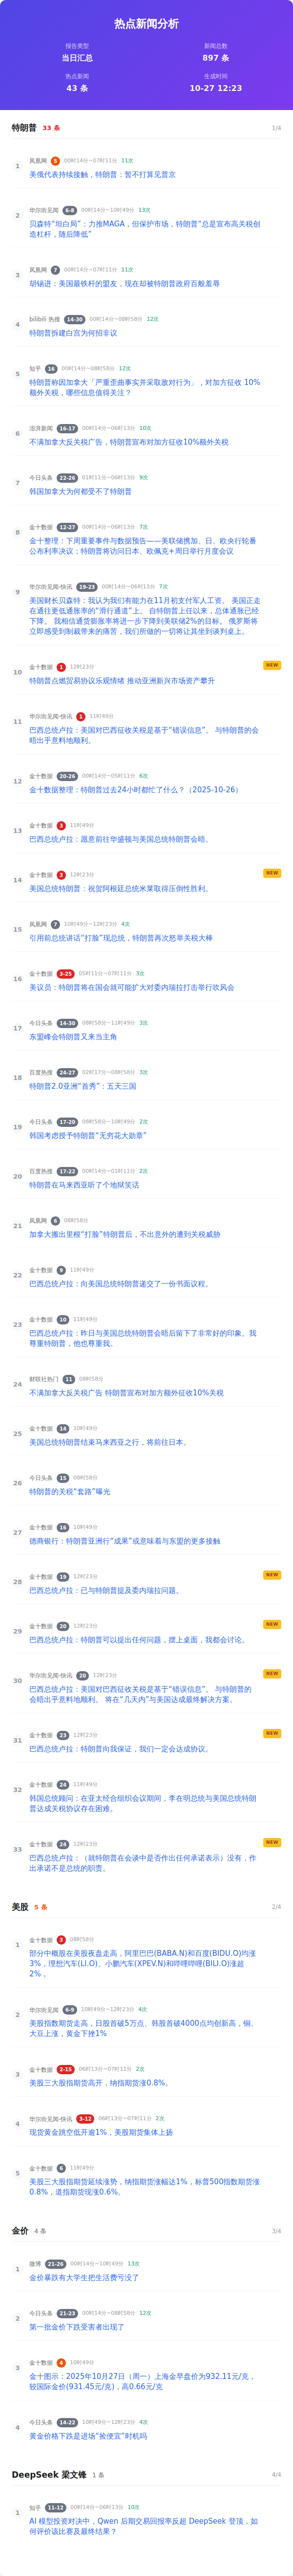 热点新闻分析
报告类型
当日汇总
新闻总数
897 条
热点新闻
43 条
生成时间
10-27 12:23
特朗普 33 条 1/4
1
凤凰网 5 00时14分~07时11分 11次
美俄代表持续接触，特朗普：暂不打算见普京
2
华尔街见闻 6-8 00时14分~10时49分 13次
贝森特“坦白局”：力推MAGA，但保护市场，特朗普“总是宣布高关税创
造杠杆，随后降低”
3
凤凰网 7 00时14分~07时11分 11次
胡锡进：美国最铁杆的盟友，现在却被特朗普政府百般羞辱
4
bilibili 热搜 14-30 00时14分~08时58分 12次
特朗普拆建白宫为何招非议
5
知乎 16 00时14分~08时58分 12次
特朗普称因加拿大「严重歪曲事实并采取敌对行为」，对加方征收 10%
额外关税，哪些信息值得关注？
6
澎湃新闻 16-17 00时14分~06时13分 10次
不满加拿大反关税广告，特朗普宣布对加方征收10%额外关税
7
今日头条 22-26 01时11分~06时13分 9次
韩国加拿大为何都受不了特朗普
8
金十数据 12-27 00时14分~06时13分 7次
金十整理：下周重要事件与数据预告——美联储携加、日、欧央行轮番
公布利率决议；特朗普将访问日本、欧佩克+周日举行月度会议
9
华尔街见闻-快讯 19-23 00时14分~06时13分 7次
美国财长贝森特：我认为我们有能力在11月初支付军人工资。 美国正走
在通往更低通胀率的“滑行通道”上。 自特朗普上任以来，总体通胀已经
下降。 我相信通货膨胀率将进一步下降到美联储2%的目标。 俄罗斯将
立即感受到制裁带来的痛苦，我们所做的一切将让其坐到谈判桌上。
10
金十数据 1 12时23分 NEW
特朗普点燃贸易协议乐观情绪 推动亚洲新兴市场资产攀升
11
华尔街见闻-快讯 1 11时49分
巴西总统卢拉：美国对巴西征收关税是基于“错误信息”。 与特朗普的会
晤出乎意料地顺利。
12
金十数据 20-26 00时14分~05时11分 6次
金十数据整理：特朗普过去24小时都忙了什么？（2025-10-26）
13
金十数据 3 11时49分
巴西总统卢拉：愿意前往华盛顿与美国总统特朗普会晤。
14
金十数据 3 12时23分 NEW
美国总统特朗普：祝贺阿根廷总统米莱取得压倒性胜利。
15
凤凰网 7 10时49分~12时23分 4次
引用前总统讲话“打脸”现总统，特朗普再次怒举关税大棒
16
金十数据 3-25 05时11分~07时11分 3次
美议员：特朗普将在国会就可能扩大对委内瑞拉打击举行吹风会
17
今日头条 14-30 08时58分~11时49分 3次
东盟峰会特朗普又来当主角
18
百度热搜 24-27 02时17分~08时58分 3次
特朗普2.0亚洲“首秀”：五天三国
19
今日头条 17-20 08时58分~10时49分 2次
韩国考虑授予特朗普“无穷花大勋章”
20
百度热搜 17-22 00时14分~01时11分 2次
特朗普在马来西亚听了个地狱笑话
21
凤凰网 6 08时58分
加拿大搬出里根“打脸”特朗普后，不出意外的遭到关税威胁
22
金十数据 9 11时49分
巴西总统卢拉：向美国总统特朗普递交了一份书面议程。
23
金十数据 10 11时49分
巴西总统卢拉：昨日与美国总统特朗普会晤后留下了非常好的印象。我
尊重特朗普，他也尊重我。
24
财联社热门 11 08时58分
不满加拿大反关税广告 特朗普宣布对加方额外征收10%关税
25
金十数据 14 10时49分
美国总统特朗普结束马来西亚之行，将前往日本。
26
今日头条 15 08时58分
特朗普的关税“套路”曝光
27
金十数据 16 10时49分
德商银行：特朗普亚洲行“成果”或意味着与东盟的更多接触
28
金十数据 19 12时23分 NEW
巴西总统卢拉：已与特朗普提及委内瑞拉问题。
29
金十数据 20 12时23分 NEW
巴西总统卢拉：特朗普可以提出任何问题，摆上桌面，我都会讨论。
30
华尔街见闻-快讯 20 12时23分 NEW
巴西总统卢拉：美国对巴西征收关税是基于“错误信息”。 与特朗普的
会晤出乎意料地顺利。 将在“几天内”与美国达成最终解决方案。
31
金十数据 23 12时23分 NEW
巴西总统卢拉：特朗普向我保证，我们一定会达成协议。
32
金十数据 24 11时49分
韩国总统顾问：在亚太经合组织会议期间，李在明总统与美国总统特朗
普达成关税协议存在困难。
33
金十数据 24 12时23分 NEW
巴西总统卢拉：（就特朗普在会谈中是否作出任何承诺表示）没有，作
出承诺不是总统的职责。
美股 5 条 2/4
1
金十数据 3 08时58分
部分中概股在美股夜盘走高，阿里巴巴(BABA.N)和百度(BIDU.O)均涨
3%，理想汽车(LI.O)、小鹏汽车(XPEV.N)和哔哩哔哩(BILI.O)涨超
2% 。
2
华尔街见闻 6-9 10时49分~12时23分 4次
美股指数期货走高，日股首破5万点、韩股首破4000点均创新高，铜、
大豆上涨，黄金下挫1%
3
金十数据 2-15 06时13分~07时11分 2次
美股三大股指期货高开，纳指期货涨0.8%。
4
华尔街见闻-快讯 3-12 06时13分~07时11分 2次
现货黄金跳空低开逾1%，美股期货集体上扬
5
金十数据 6 11时49分
美股三大股指期货延续涨势，纳指期货涨幅达1%，标普500指数期货涨
0.8%，道指期货现涨0.6%。
金价 4 条 3/4
1
微博 21-26 00时14分~10时49分 13次
金价暴跌有大学生把生活费亏没了
2
今日头条 21-23 00时14分~08时58分 12次
第一批金价下跌受害者出现了
3
金十数据 4 10时49分
金十图示：2025年10月27日（周一）上海金早盘价为932.11元/克，
较国际金价(931.45元/克)，高0.66元/克
4
今日头条 14-22 10时49分~12时23分 4次
黄金价格下跌是进场“捡便宜”时机吗
DeepSeek 梁文锋 1 条 4/4
1
知乎 11-12 00时14分~06时13分 10次
AI 模型投资对决中，Qwen 后期交易回报率反超 DeepSeek 登顶，如
何评价该比赛及最终结果？